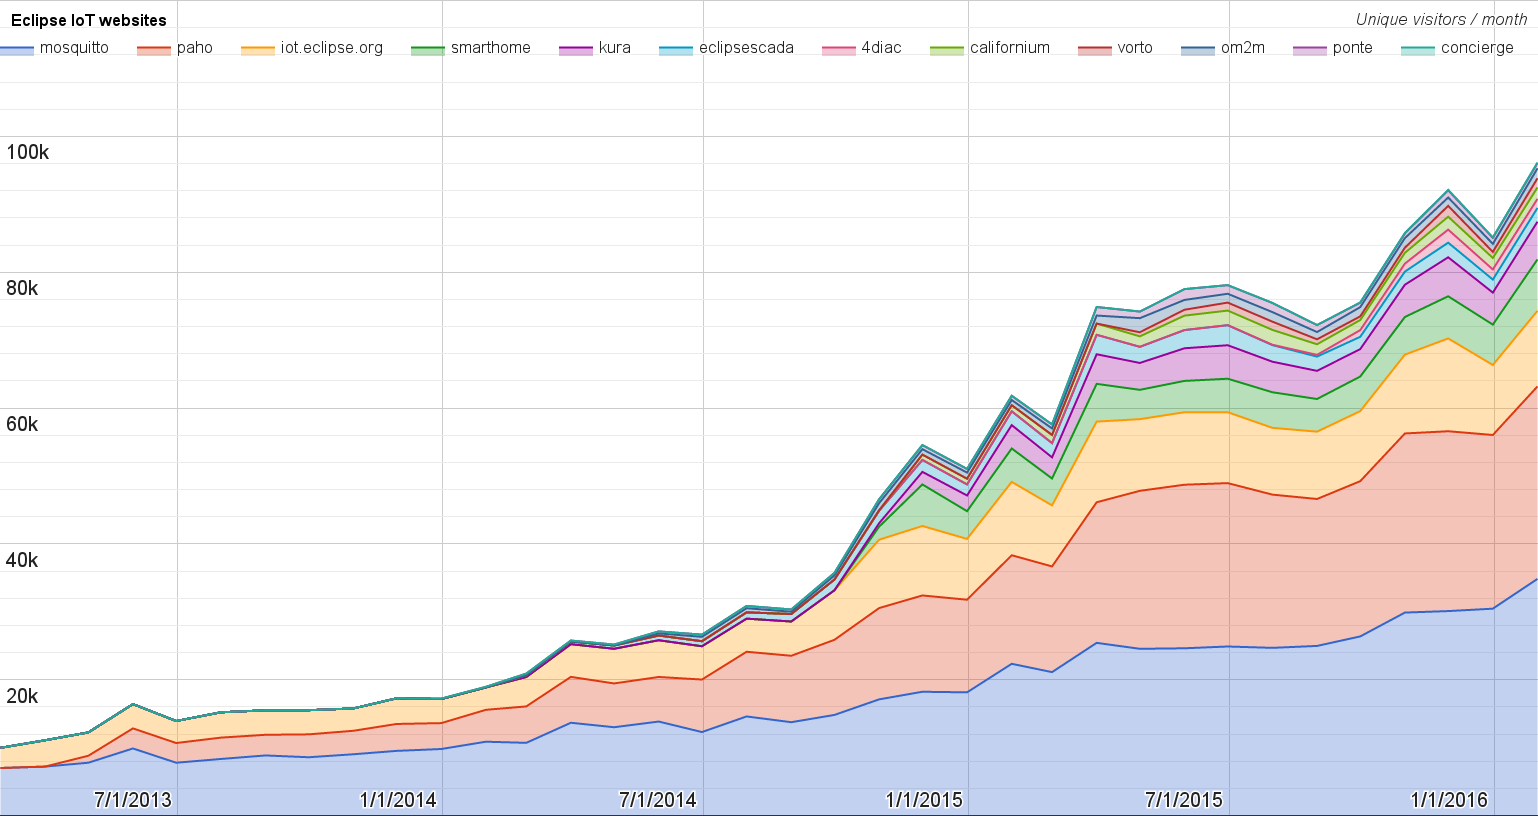 Eclipse IoT websites
Unique visitors / month
mosquitto paho iot.eclipse.org smarthome kura eclipsescada 4diac californium vorto om2m ponte concierge
100k
80k
60k
40k
20k
7/1/2013 1/1/2014 7/1/2014 1/1/2015 7/1/2015 1/1/2016